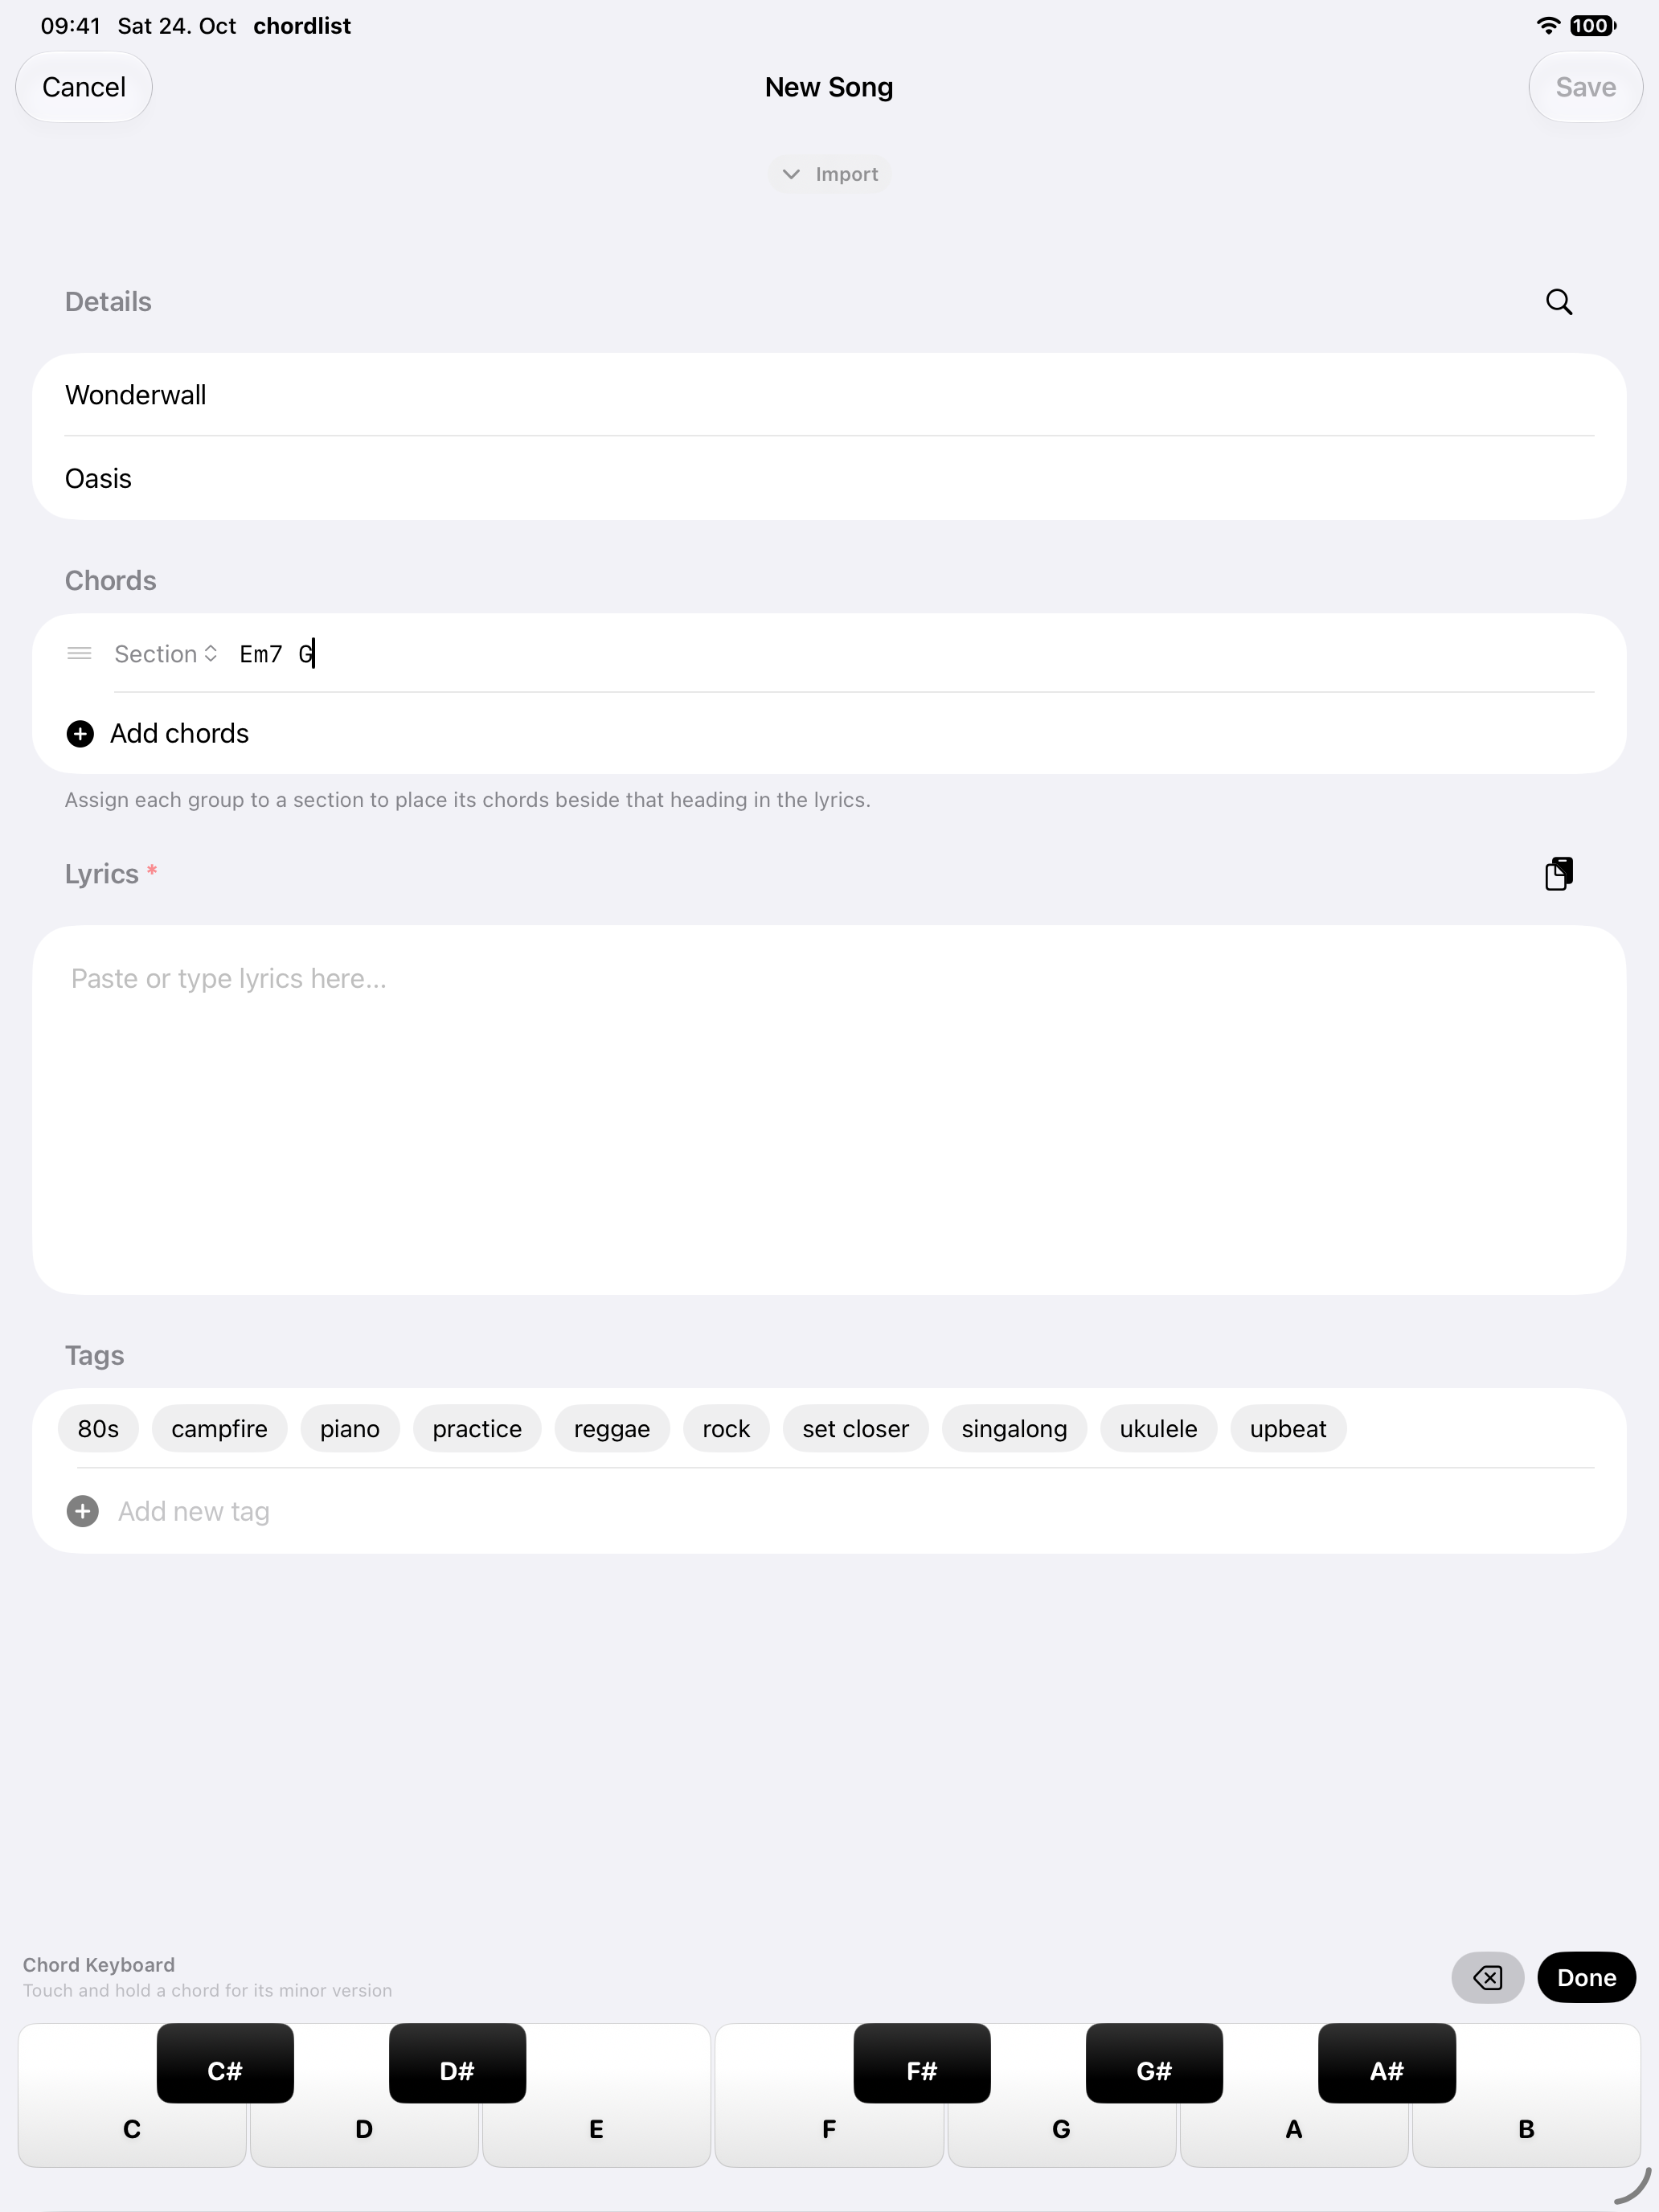 09:41 Sat 24. Oct chordlist 100
Cancel New Song Save
Import
Details
Wonderwall
Oasis
Chords
Section Em7 G
Add chords
Assign each group to a section to place its chords beside that heading in the lyrics.
Lyrics *
Paste or type lyrics here...
Tags
80s campfire piano practice reggae rock set closer singalong ukulele upbeat
Add new tag
Chord Keyboard
Touch and hold a chord for its minor version
Done
C# D# F# G# A#
C D E F G A B